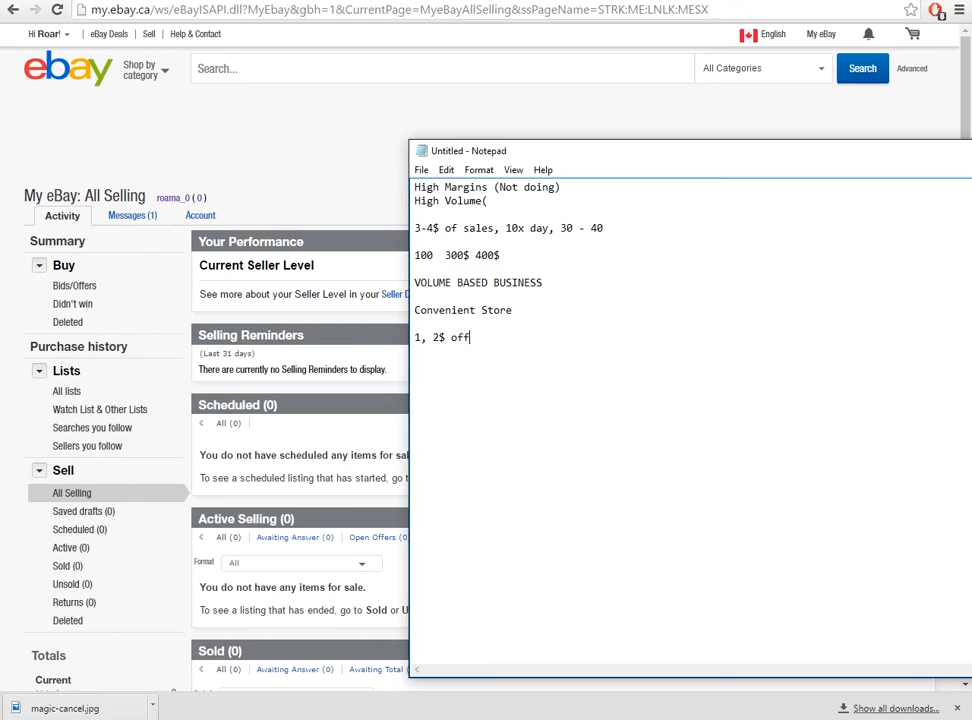 my.ebay.ca/ws/eBayISAPI.dll?MyEbay&gbh=1&CurrentPage=MyeBayAllSelling&ssPageName=STRK:ME:LNLK:MESX
Hi Roar! eBay Deals Sell Help & Contact English My eBay
ebay Shop by category Search... All Categories Search Advanced
My eBay: All Selling roama_0 ( 0 )
Activity Messages (1) Account
Summary
Buy
Bids/Offers
Didn't win
Deleted
Purchase history
Lists
All lists
Watch List & Other Lists
Searches you follow
Sellers you follow
Sell
All Selling
Saved drafts (0)
Scheduled (0)
Active (0)
Sold (0)
Unsold (0)
Returns (0)
Deleted
Totals
Current
Your Performance
Current Seller Level
See more about your Seller Level in your Seller D
Selling Reminders
(Last 31 days)
There are currently no Selling Reminders to display.
Scheduled (0)
All (0)
You do not have scheduled any items for sal
To see a scheduled listing that has started, go t
Active Selling (0)
All (0) Awaiting Answer (0) Open Offers (0
Format All
You do not have any items for sale.
To see a listing that has ended, go to Sold or U
Sold (0)
All (0) Awaiting Answer (0) Awaiting Total (
Untitled - Notepad
File Edit Format View Help
High Margins (Not doing)
High Volume(
3-4$ of sales, 10x day, 30 - 40
100 300$ 400$
VOLUME BASED BUSINESS
Convenient Store
1, 2$ off
magic-cancel.jpg Show all downloads...